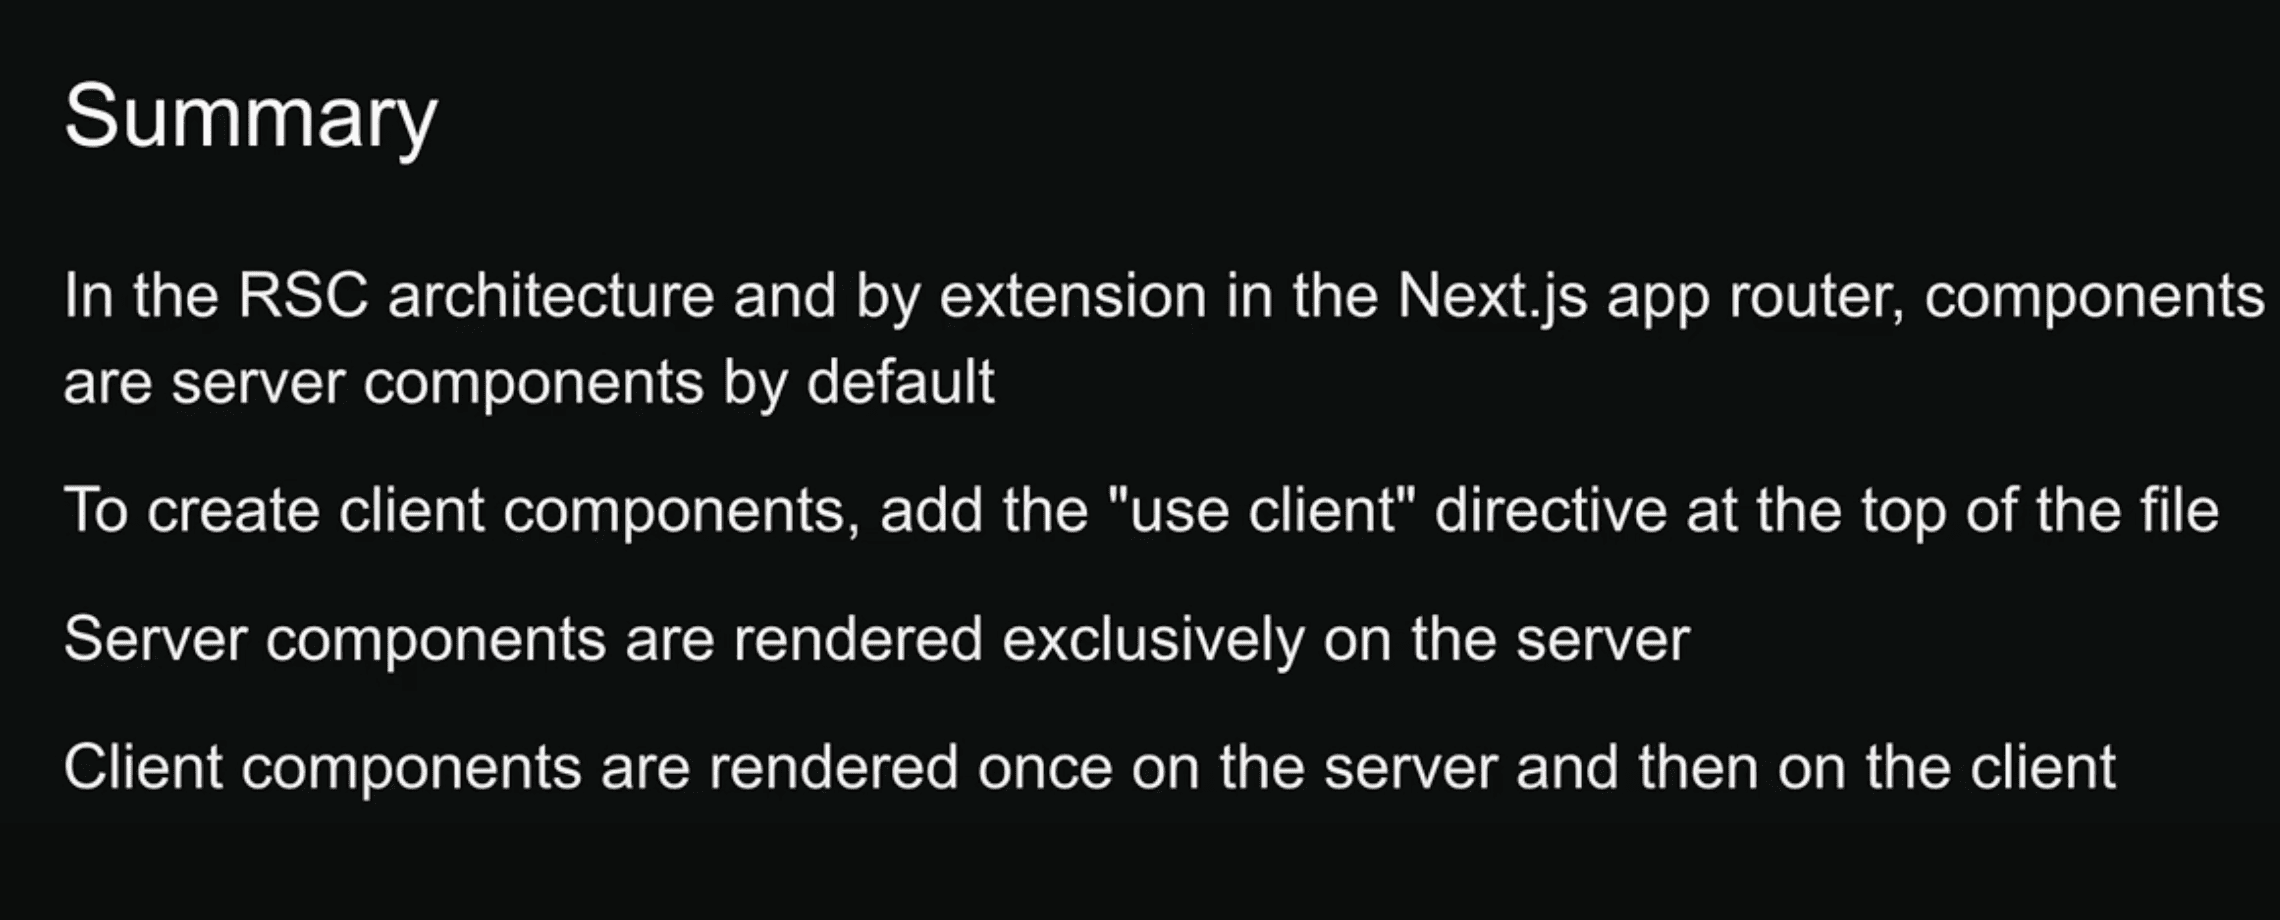 Summary
In the RSC architecture and by extension in the Next.js app router, components
are server components by default
To create client components, add the "use client" directive at the top of the file
Server components are rendered exclusively on the server
Client components are rendered once on the server and then on the client